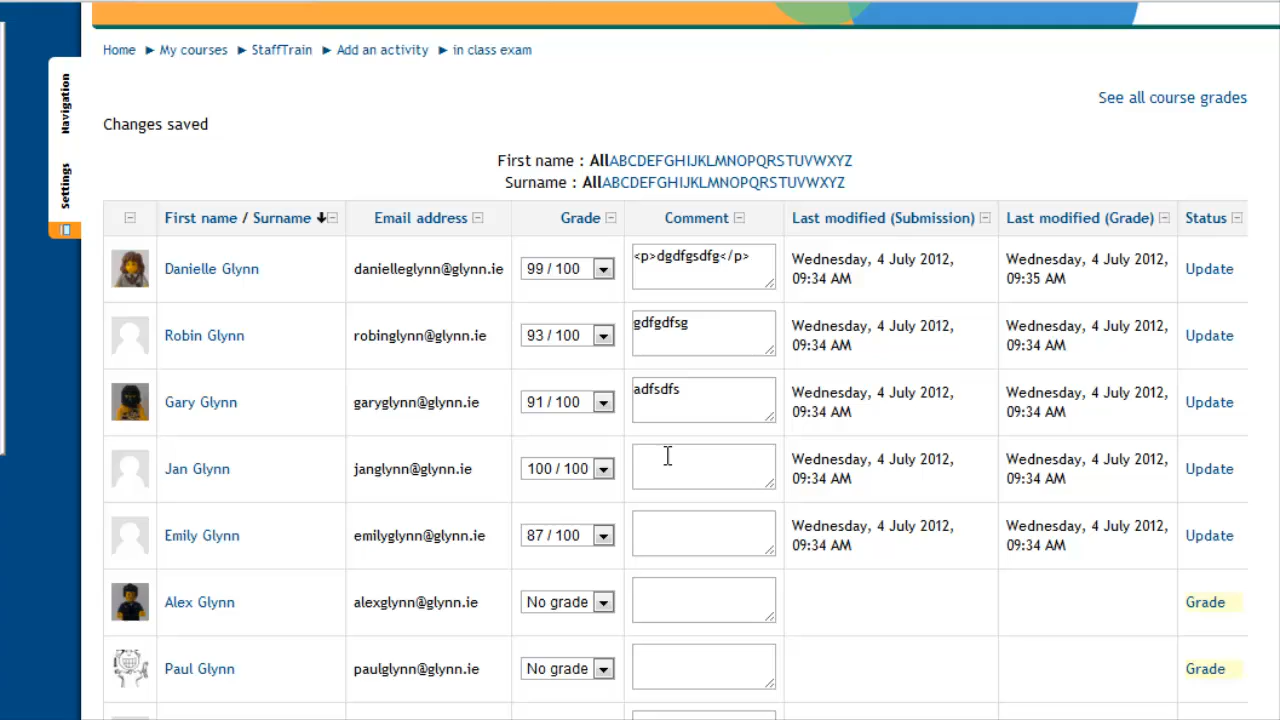 Home ► My courses ► StaffTrain ► Add an activity ► in class exam
Navigation
Settings
See all course grades
Changes saved
First name : AllABCDEFGHIJKLMNOPQRSTUVWXYZ
Surname : AllABCDEFGHIJKLMNOPQRSTUVWXYZ
First name / Surname Email address Grade Comment Last modified (Submission) Last modified (Grade) Status
Danielle Glynn danielleglynn@glynn.ie 99 / 100 <p>dgdfgsdfg</p> Wednesday, 4 July 2012, Wednesday, 4 July 2012, Update
09:34 AM 09:35 AM
Robin Glynn robinglynn@glynn.ie 93 / 100 gdfgdfsg Wednesday, 4 July 2012, Wednesday, 4 July 2012, Update
09:34 AM 09:34 AM
Gary Glynn garyglynn@glynn.ie 91 / 100 adfsdfs Wednesday, 4 July 2012, Wednesday, 4 July 2012, Update
09:34 AM 09:34 AM
Jan Glynn janglynn@glynn.ie 100 / 100 Wednesday, 4 July 2012, Wednesday, 4 July 2012, Update
09:34 AM 09:34 AM
Emily Glynn emilyglynn@glynn.ie 87 / 100 Wednesday, 4 July 2012, Wednesday, 4 July 2012, Update
09:34 AM 09:34 AM
Alex Glynn alexglynn@glynn.ie No grade Grade
Paul Glynn paulglynn@glynn.ie No grade Grade